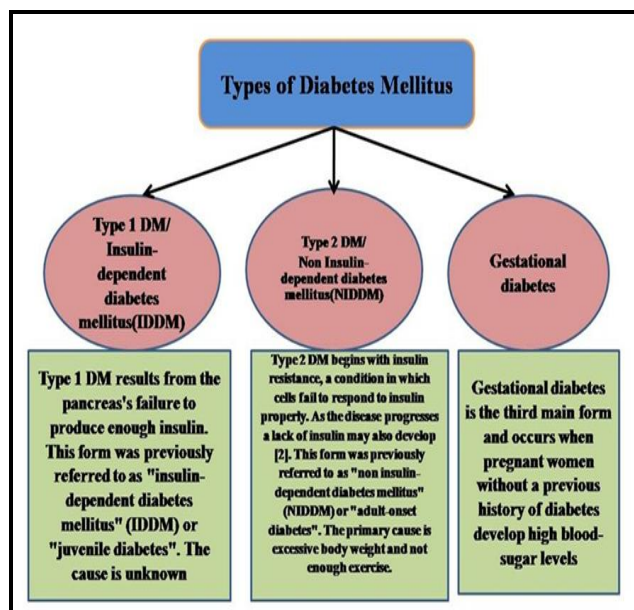 Types of Diabetes Mellitus
Type 1 DM/
Insulin-
dependent
diabetes
mellitus(IDDM)
Type 2 DM/
Non Insulin-
dependent diabetes
mellitus(NIDDM)
Gestational
diabetes
Type 1 DM results from the
pancreas's failure to
produce enough insulin.
This form was previously
referred to as "insulin-
dependent diabetes
mellitus" (IDDM) or
"juvenile diabetes". The
cause is unknown
Type 2 DM begins with insulin
resistance, a condition in which
cells fail to respond to insulin
properly. As the disease progresses
a lack of insulin may also develop
[2]. This form was previously
referred to as "non insulin-
dependent diabetes mellitus"
(NIDDM) or "adult-onset
diabetes". The primary cause is
excessive body weight and not
enough exercise.
Gestational diabetes
is the third main form
and occurs when
pregnant women
without a previous
history of diabetes
develop high blood-
sugar levels